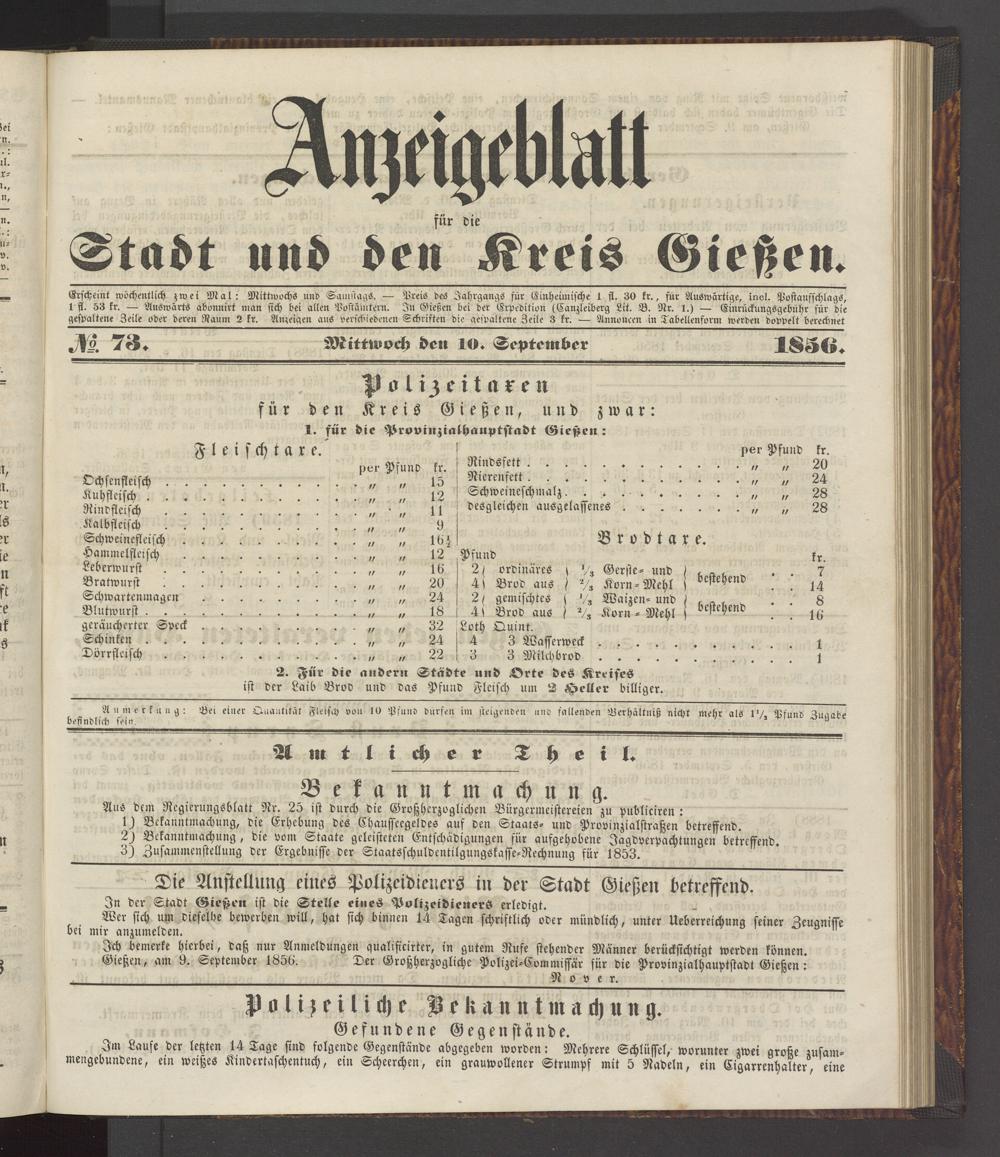 Anzeigeblatt
für die
Stadt und den Kreis Gießen.
Erscheint wöchentlich zwei Mal: Mittwochs und Samstags. — Preis des Jahrgangs für Einheimische 1 fl. 30 kr., für Auswärtige, incl. Postaufschlags,
1 fl. 53 kr. — Auswärts abonnirt man sich bei allen Postämtern. In Gießen bei der Expedition (Canzleiberg Lit. B. Nr. 1.) — Einrückungsgebühr für die
gespaltene Zeile oder deren Raum 2 kr. Anzeigen aus verschiedenen Schriften die gespaltene Zeile 3 kr. — Annoncen in Tabellenform werden doppelt berechnet
№ 73. Mittwoch den 10. September 1856.
Polizeitaxen
für den Kreis Gießen, und zwar:
1. für die Provinzialhauptstadt Gießen:
Fleischtaxe.
per Pfund kr.
Ochsenfleisch . . . . . . . . „ „ 15
Kuhfleisch . . . . . . . . „ „ 12
Rindfleisch . . . . . . . . „ „ 11
Kalbfleisch . . . . . . . . „ „ 9
Schweinefleisch . . . . . . . . „ „ 16½
Hammelfleisch . . . . . . . . „ „ 12
Leberwurst . . . . . . . . „ „ 16
Bratwurst . . . . . . . . „ „ 20
Schwartenmagen . . . . . . . . „ „ 24
Blutwurst . . . . . . . . „ „ 18
geräucherter Speck . . . . . . . . „ „ 32
Schinken . . . . . . . . „ „ 24
Dörrfleisch . . . . . . . . „ „ 22
per Pfund kr.
Rindsfett . . . . . . . . „ „ 20
Nierenfett . . . . . . . . „ „ 24
Schweineschmalz . . . . . . . . „ „ 28
desgleichen ausgelassenes . . . . . . . „ „ 28
Brodtaxe.
Pfund kr.
2 ordinäres 1/3 Gerste- und bestehend . . 7
4 Brod aus 2/3 Korn-Mehl . . 14
2 gemischtes 1/3 Waizen- und bestehend . . 8
4 Brod aus 2/3 Korn-Mehl . . 16
Loth Quint.
4 3 Wasserweck . . . . . . . . 1
3 3 Milchbrod . . . . . . . . 1
2. Für die andern Städte und Orte des Kreises
ist der Laib Brod und das Pfund Fleisch um 2 Heller billiger.
Anmerkung: Bei einer Quantität Fleisch von 10 Pfund dürfen im steigenden und fallenden Verhältniß nicht mehr als 1 1/3 Pfund Zugabe
befindlich sein.
Amtlicher Theil.
Bekanntmachung.
Aus dem Regierungsblatt Nr. 25 ist durch die Großherzoglichen Bürgermeistereien zu publiciren:
1) Bekanntmachung, die Erhebung des Chausseegeldes auf den Staats- und Provinzialstraßen betreffend.
2) Bekanntmachung, die vom Staate geleisteten Entschädigungen für aufgehobene Jagdverpachtungen betreffend.
3) Zusammenstellung der Ergebnisse der Staatsschuldentilgungskasse-Rechnung für 1853.
Die Anstellung eines Polizeidieners in der Stadt Gießen betreffend.
In der Stadt Gießen ist die Stelle eines Polizeidieners erledigt.
Wer sich um dieselbe bewerben will, hat sich binnen 14 Tagen schriftlich oder mündlich, unter Ueberreichung seiner Zeugnisse
bei mir anzumelden.
Ich bemerke hierbei, daß nur Anmeldungen qualificirter, in gutem Rufe stehender Männer berücksichtigt werden können.
Gießen, am 9. September 1856. Der Großherzogliche Polizei-Commissär für die Provinzialhauptstadt Gießen:
Nover.
Polizeiliche Bekanntmachung.
Gefundene Gegenstände.
Im Laufe der letzten 14 Tage sind folgende Gegenstände abgegeben worden: Mehrere Schlüssel, worunter zwei große zusam-
mengebundene, ein weißes Kindertaschentuch, ein Scheerchen, ein grauwollener Strumpf mit 5 Nadeln, ein Cigarrenhalter, eine